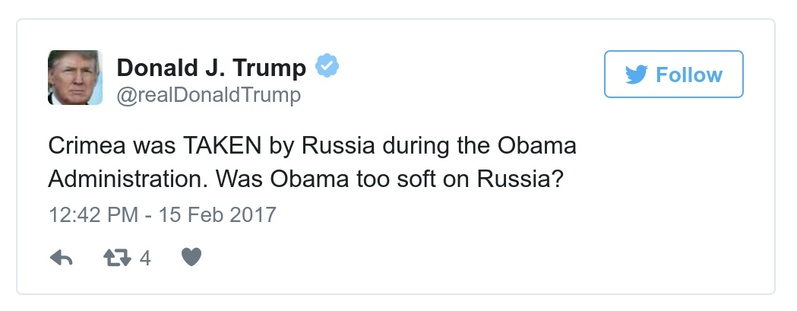 Donald J. Trump
@realDonaldTrump
Follow
Crimea was TAKEN by Russia during the Obama
Administration. Was Obama too soft on Russia?
12:42 PM - 15 Feb 2017
4